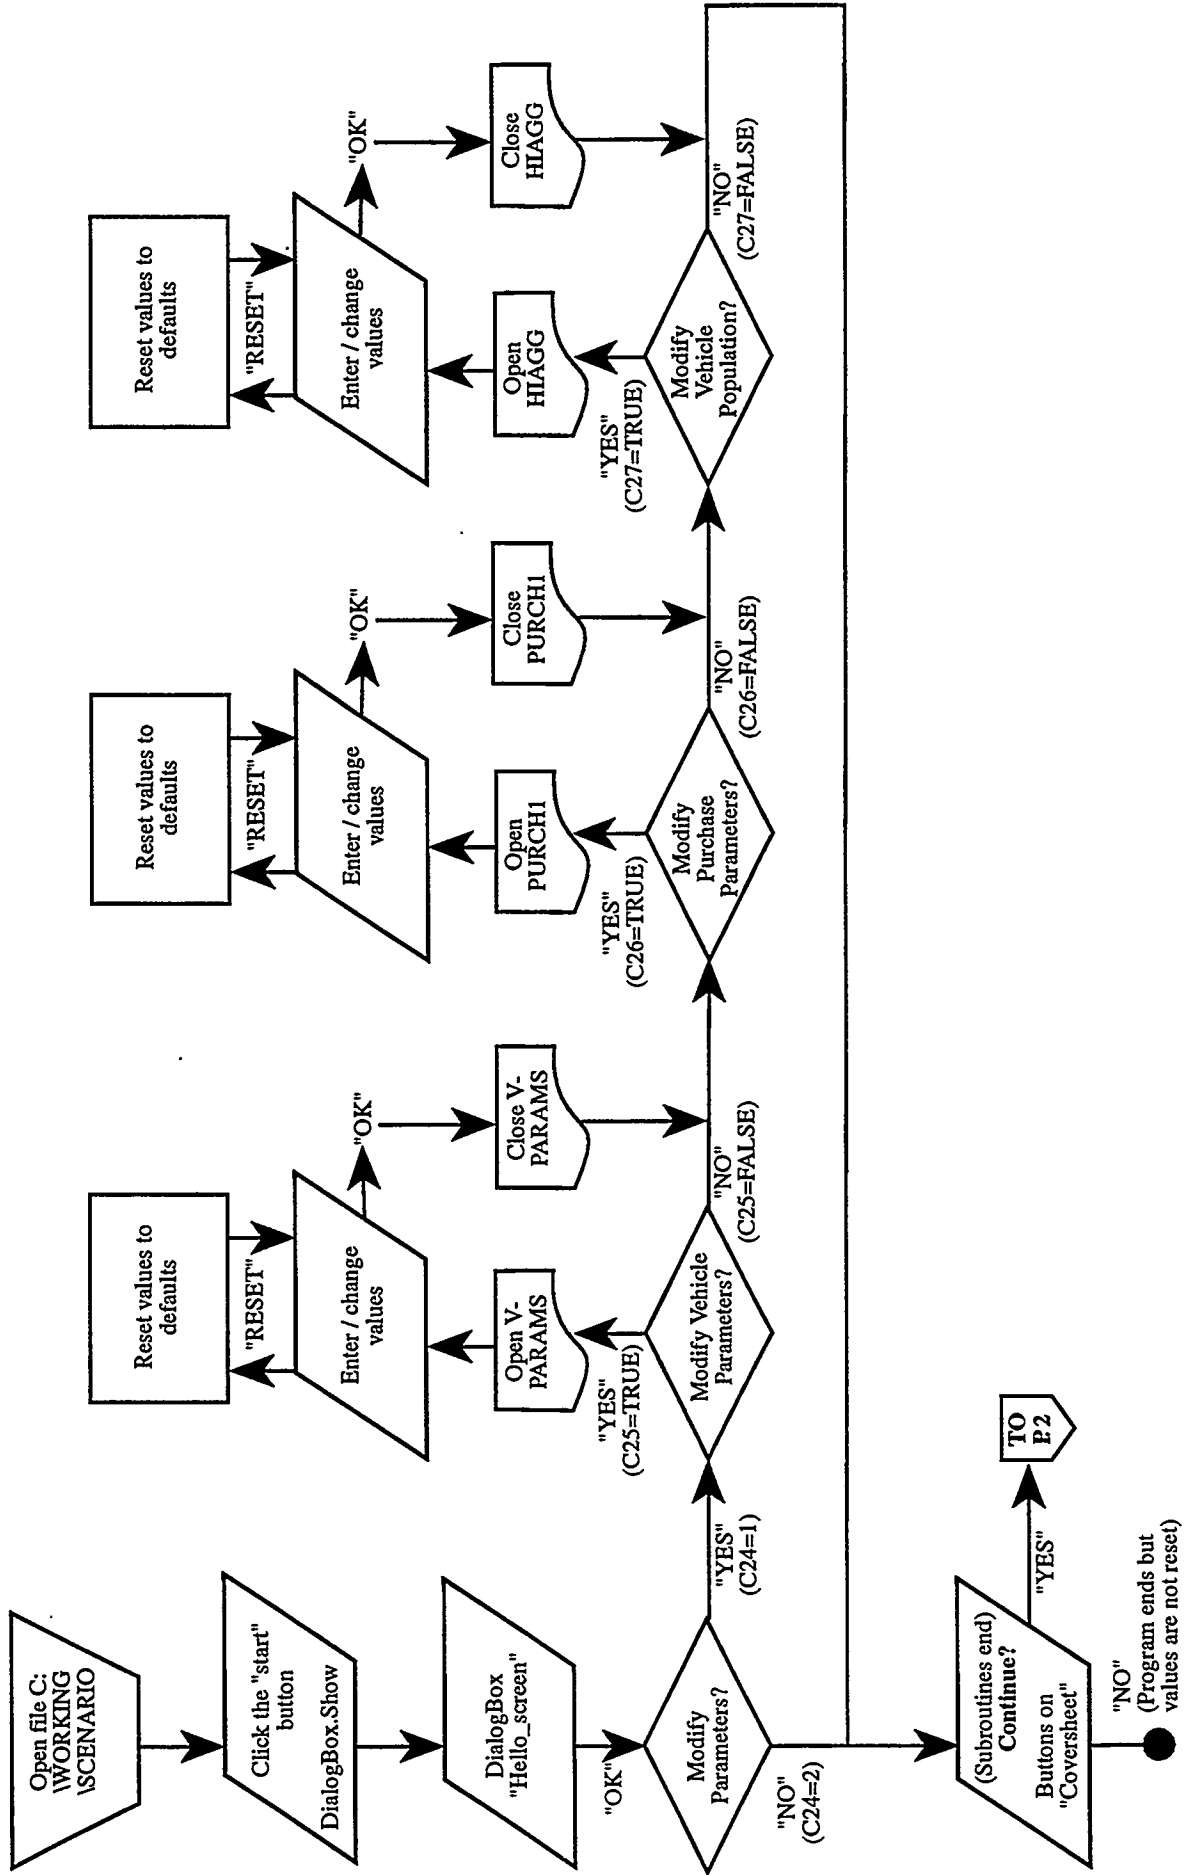 Open file C:
\WORKING
\SCENARIO
Click the "start"
button
DialogBox.Show
DialogBox
"Hello_screen"
"OK"
Modify
Parameters?
"NO"
(C24=2)
"YES"
(C24=1)
(Subroutines end)
Continue?
Buttons on
"Coversheet"
"YES"
TO
P.2
"NO"
(Program ends but
values are not reset)
Modify Vehicle
Parameters?
"YES"
(C25=TRUE)
Open V-
PARAMS
Enter / change
values
"RESET"
Reset values to
defaults
"OK"
Close V-
PARAMS
"NO"
(C25=FALSE)
Modify
Purchase
Parameters?
"YES"
(C26=TRUE)
Open
PURCH1
Enter / change
values
"RESET"
Reset values to
defaults
"OK"
Close
PURCH1
"NO"
(C26=FALSE)
Modify
Vehicle
Population?
"YES"
(C27=TRUE)
Open
HIAGG
Enter / change
values
"RESET"
Reset values to
defaults
"OK"
Close
HIAGG
"NO"
(C27=FALSE)